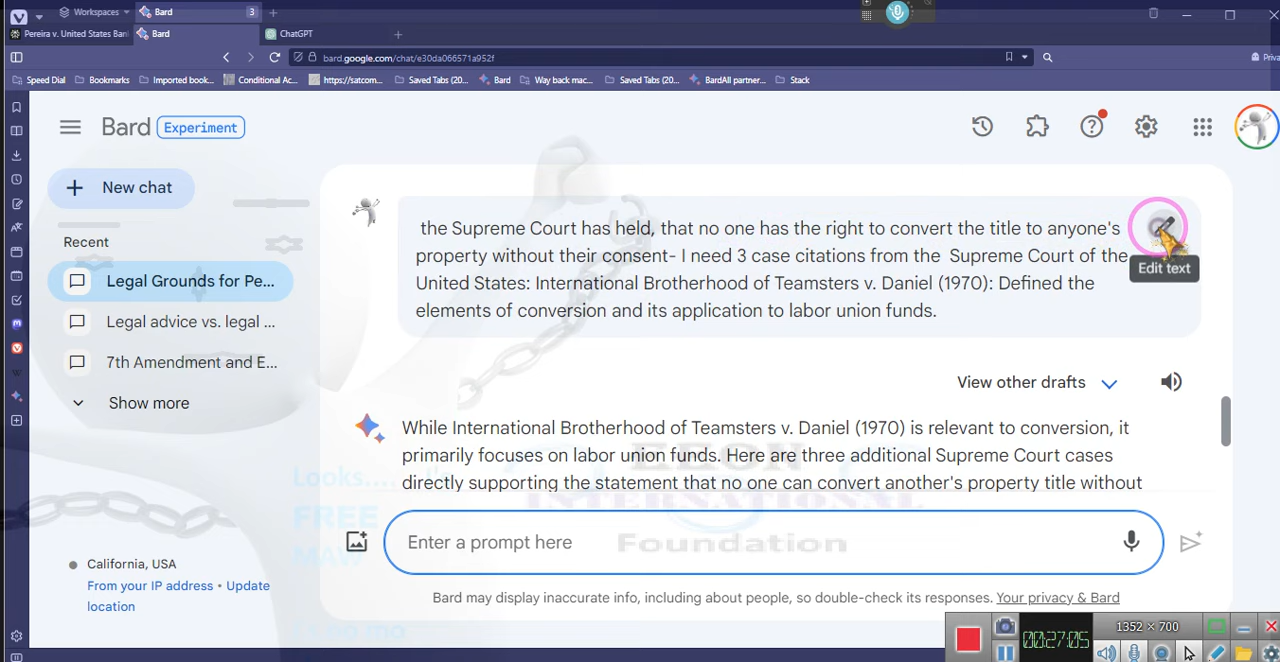 Workspaces
Bard
3
Pereira v. United States Ban
Bard
ChatGPT
bard.google.com/chat/e30da066571a952f
Priva
Speed Dial
Bookmarks
Imported book...
Conditional Ac...
https://satcom...
Saved Tabs (20...
Bard
Way back mac...
Saved Tabs (20...
BardAll partner...
Stack
Bard Experiment
New chat
the Supreme Court has held, that no one has the right to convert the title to anyone's
property without their consent- I need 3 case citations from the Supreme Court of the
United States: International Brotherhood of Teamsters v. Daniel (1970): Defined the
elements of conversion and its application to labor union funds.
Edit text
Recent
Legal Grounds for Pe...
Legal advice vs. legal ...
7th Amendment and E...
Show more
View other drafts
While International Brotherhood of Teamsters v. Daniel (1970) is relevant to conversion, it
primarily focuses on labor union funds. Here are three additional Supreme Court cases
directly supporting the statement that no one can convert another's property title without
Looks....
FREE
INTERNATIONAL
Foundation
Enter a prompt here
California, USA
From your IP address • Update
location
Bard may display inaccurate info, including about people, so double-check its responses. Your privacy & Bard
1352 × 700
00:27:05